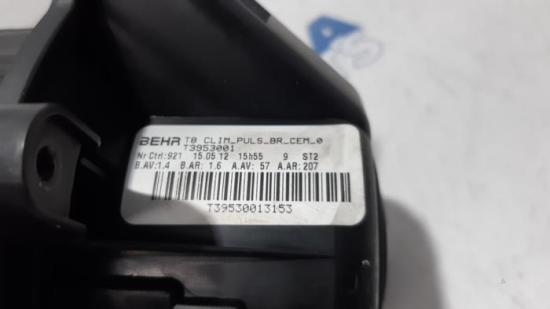 BEHR T8 CLIM_PULS_BR_CEM_0
T3953001
Nr Ctrl:921 15.05.12 15h55 9 ST2
B.AV:1.4 B.AR: 1.6 A.AV: 57 A.AR:207
T39530013153